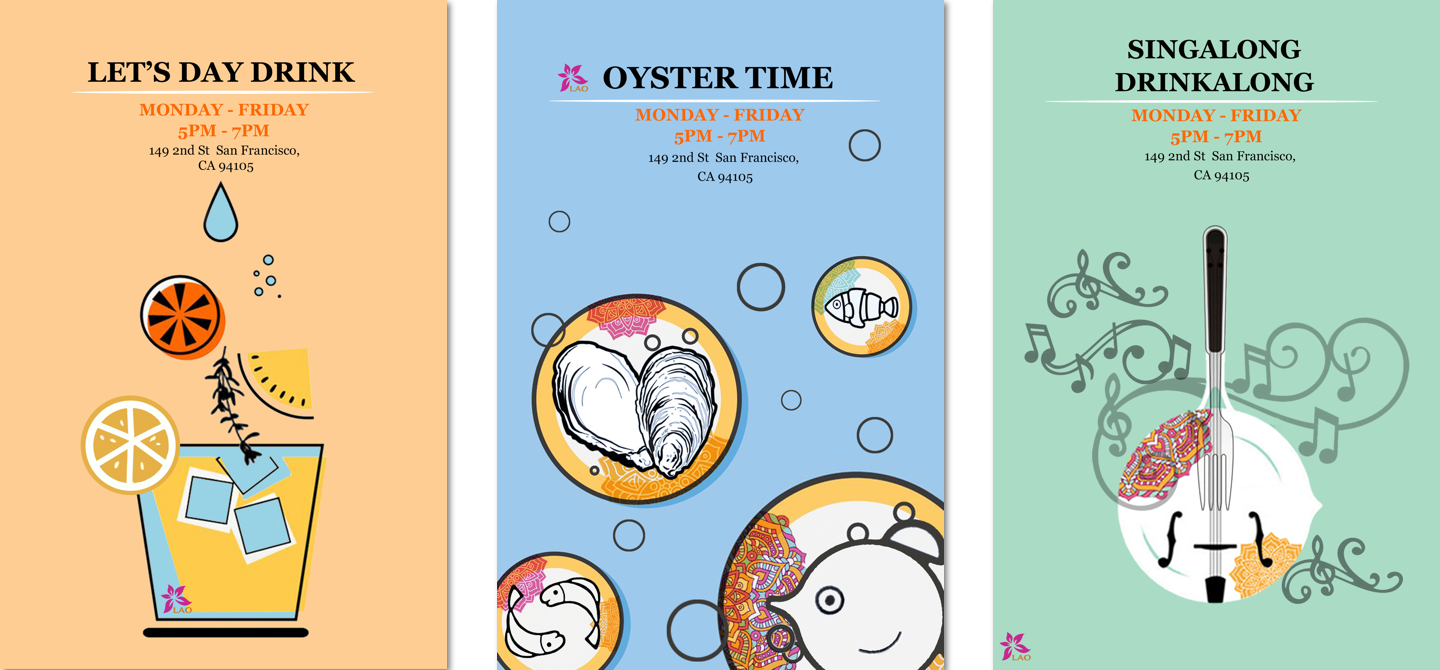 LET'S DAY DRINK
MONDAY - FRIDAY
5PM - 7PM
149 2nd St San Francisco,
CA 94105
LAO
LAO
OYSTER TIME
MONDAY - FRIDAY
5PM - 7PM
149 2nd St San Francisco,
CA 94105
SINGALONG
DRINKALONG
MONDAY - FRIDAY
5PM - 7PM
149 2nd St San Francisco,
CA 94105
LAO